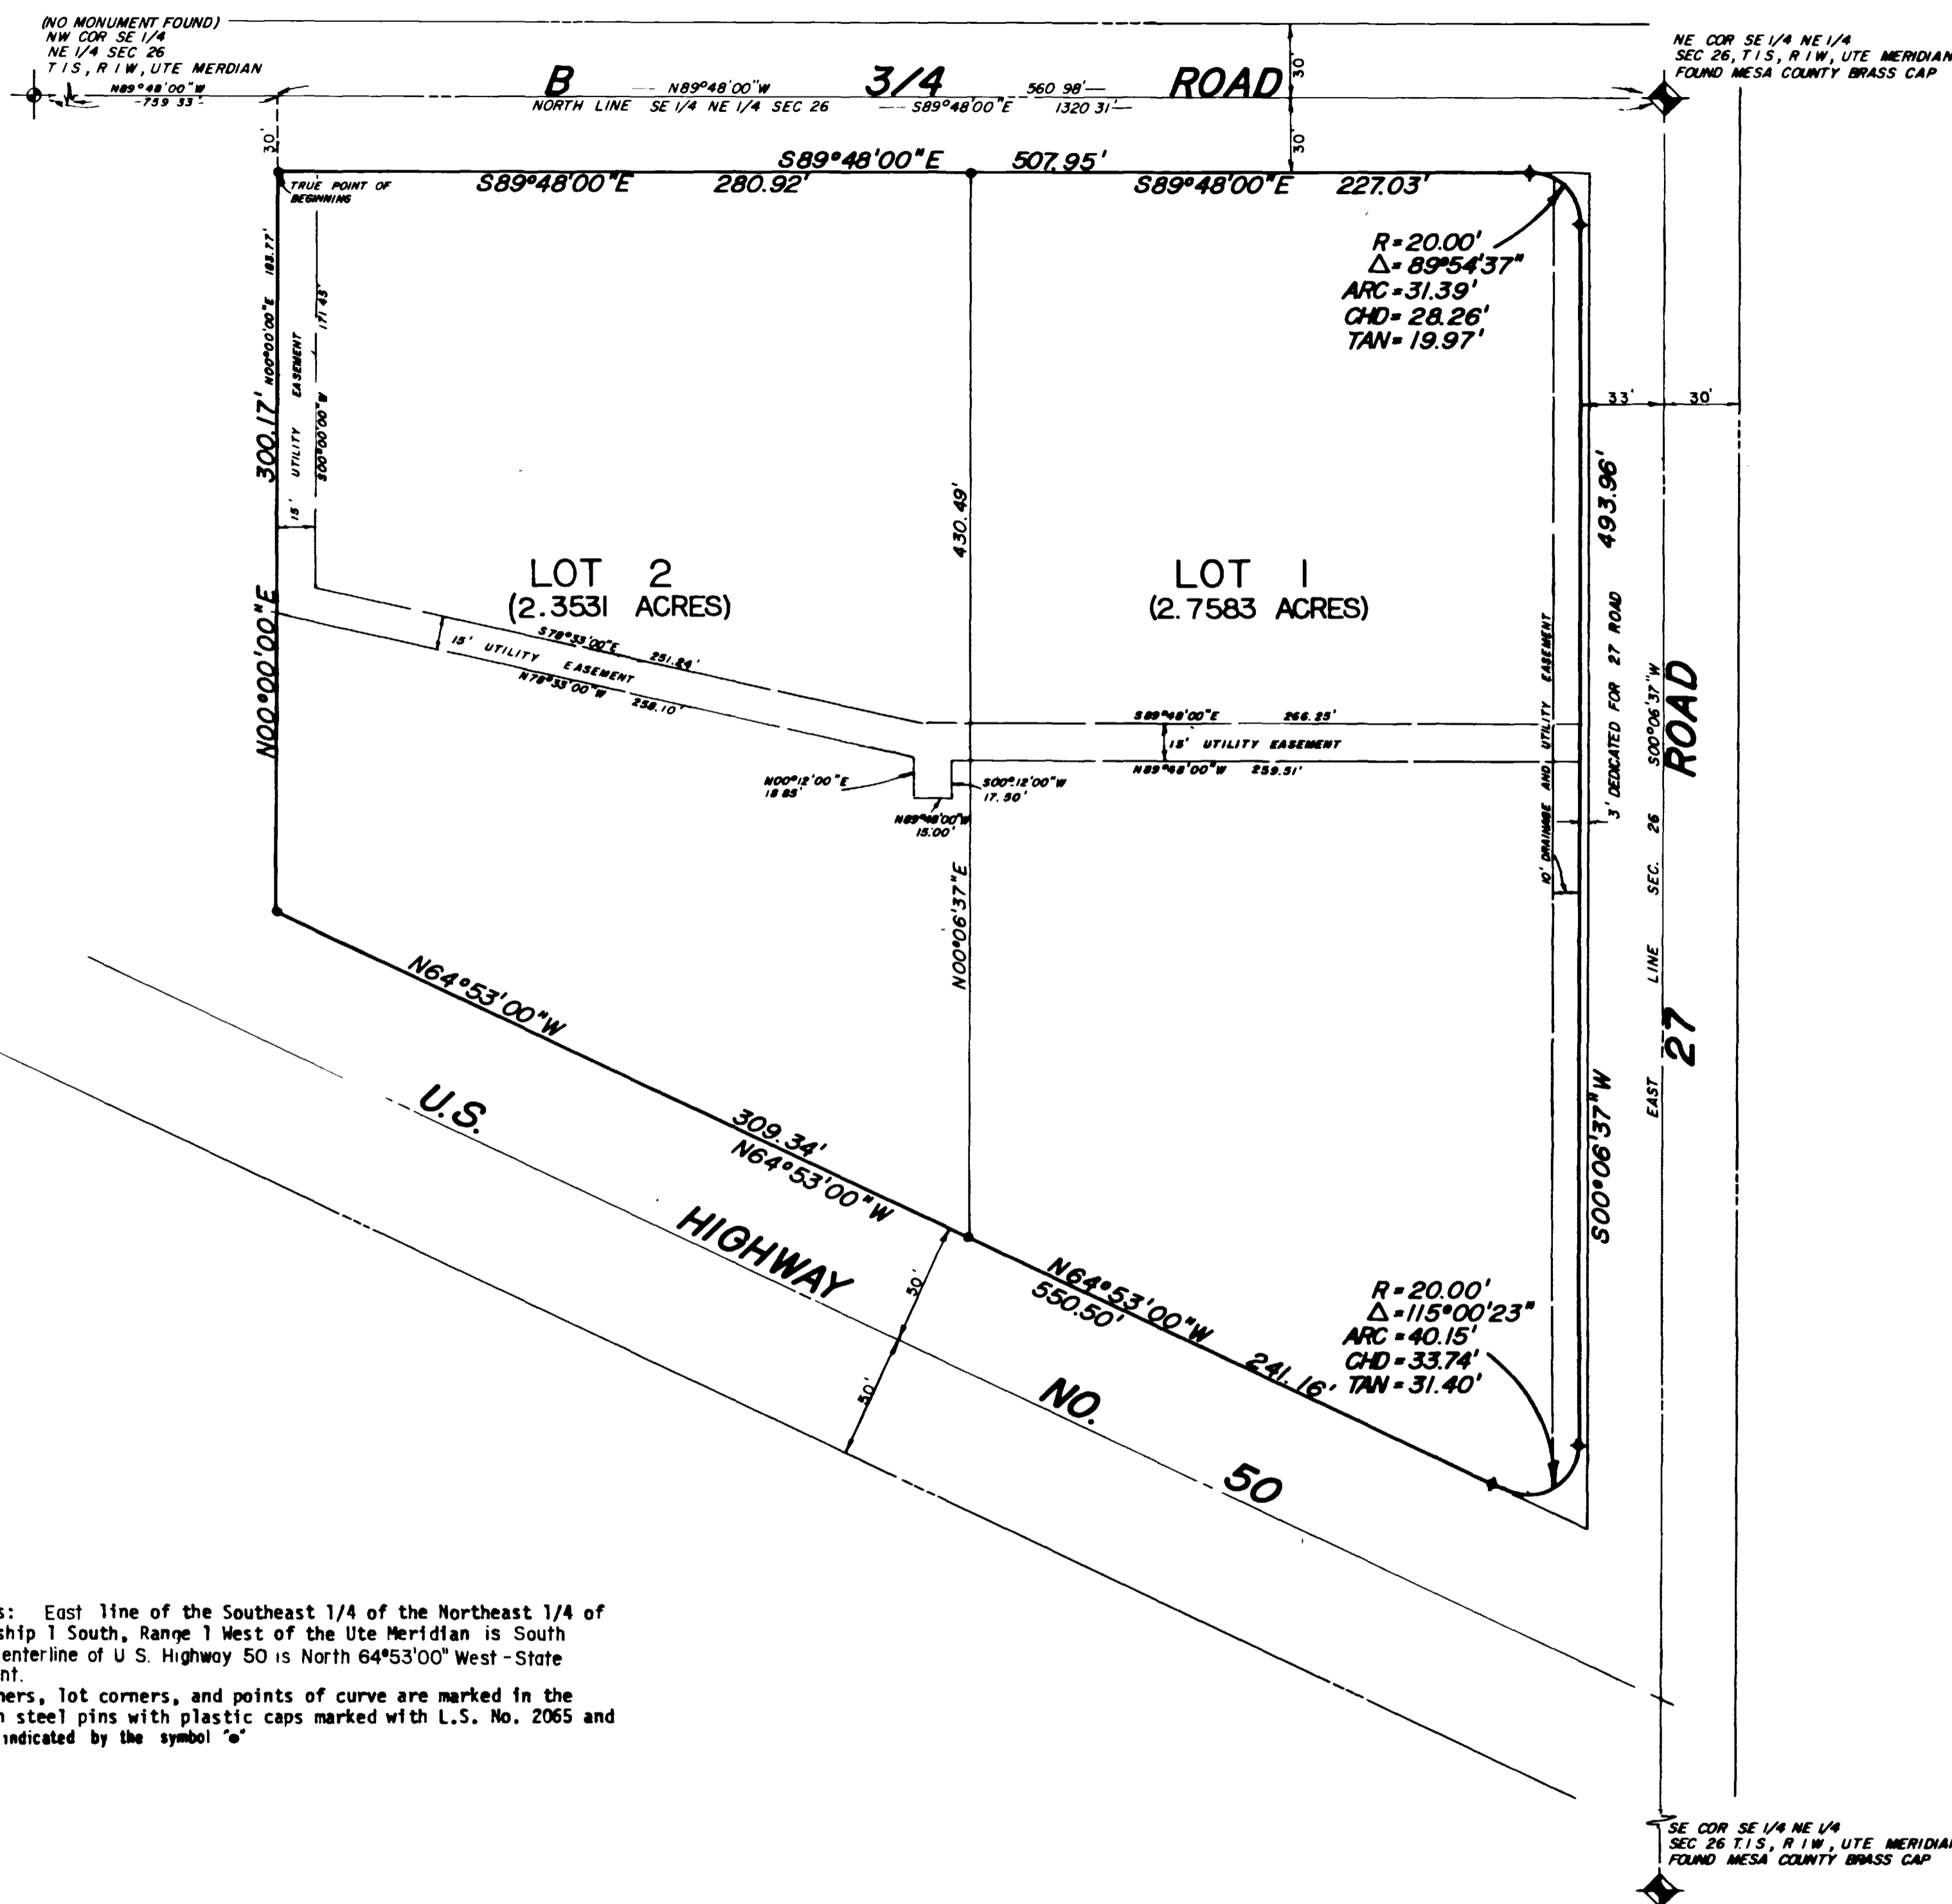 (NO MONUMENT FOUND)
NW COR SE 1/4
NE 1/4 SEC 26
T 1 S, R 1 W, UTE MERDIAN
N89°48'00"W
759 33'
NE COR SE 1/4 NE 1/4
SEC 26, T 1 S, R 1 W, UTE MERIDIAN
FOUND MESA COUNTY BRASS CAP
B 3/4 ROAD
N89°48'00"W 560 98'
NORTH LINE SE 1/4 NE 1/4 SEC 26 S89°48'00"E 1320 31'
30'
30'
30'
S89°48'00"E 507.95'
S89°48'00"E 280.92'
S89°48'00"E 227.03'
TRUE POINT OF
BEGINNING
R=20.00'
Δ=89°54'37"
ARC=31.39'
CHD=28.26'
TAN=19.97'
33'
30'
N00°00'00"E 300.17'
N00°00'00"E 183.77'
15' UTILITY EASEMENT
S00°00'00"W 171 45'
15'
LOT 2
(2.3531 ACRES)
LOT 1
(2.7583 ACRES)
N00°06'37"E 430.49'
S78°33'00"E 251.24'
15' UTILITY EASEMENT
N78°33'00"W 258.10'
S89°48'00"E 266.25'
15' UTILITY EASEMENT
N89°48'00"W 259.51'
N00°12'00"E
18 85'
S00°12'00"W
17.50'
N89°48'00"W
15.00'
10' DRAINAGE AND UTILITY EASEMENT
S00°06'37"W 493.96'
3' DEDICATED FOR 27 ROAD
EAST LINE SEC. 26 S00°06'37"W
27 ROAD
N64°53'00"W
309.34'
N64°53'00"W
N64°53'00"W
550.50'
241.16'
R=20.00'
Δ=115°00'23"
ARC=40.15'
CHD=33.74'
TAN=31.40'
U.S. HIGHWAY NO. 50
50'
50'
s: East line of the Southeast 1/4 of the Northeast 1/4 of
ship 1 South, Range 1 West of the Ute Meridian is South
enterline of U S. Highway 50 is North 64°53'00" West - State
nt.
ners, lot corners, and points of curve are marked in the
n steel pins with plastic caps marked with L.S. No. 2065 and
indicated by the symbol "●"
SE COR SE 1/4 NE 1/4
SEC 26 T.1 S, R 1 W, UTE MERIDIAN
FOUND MESA COUNTY BRASS CAP